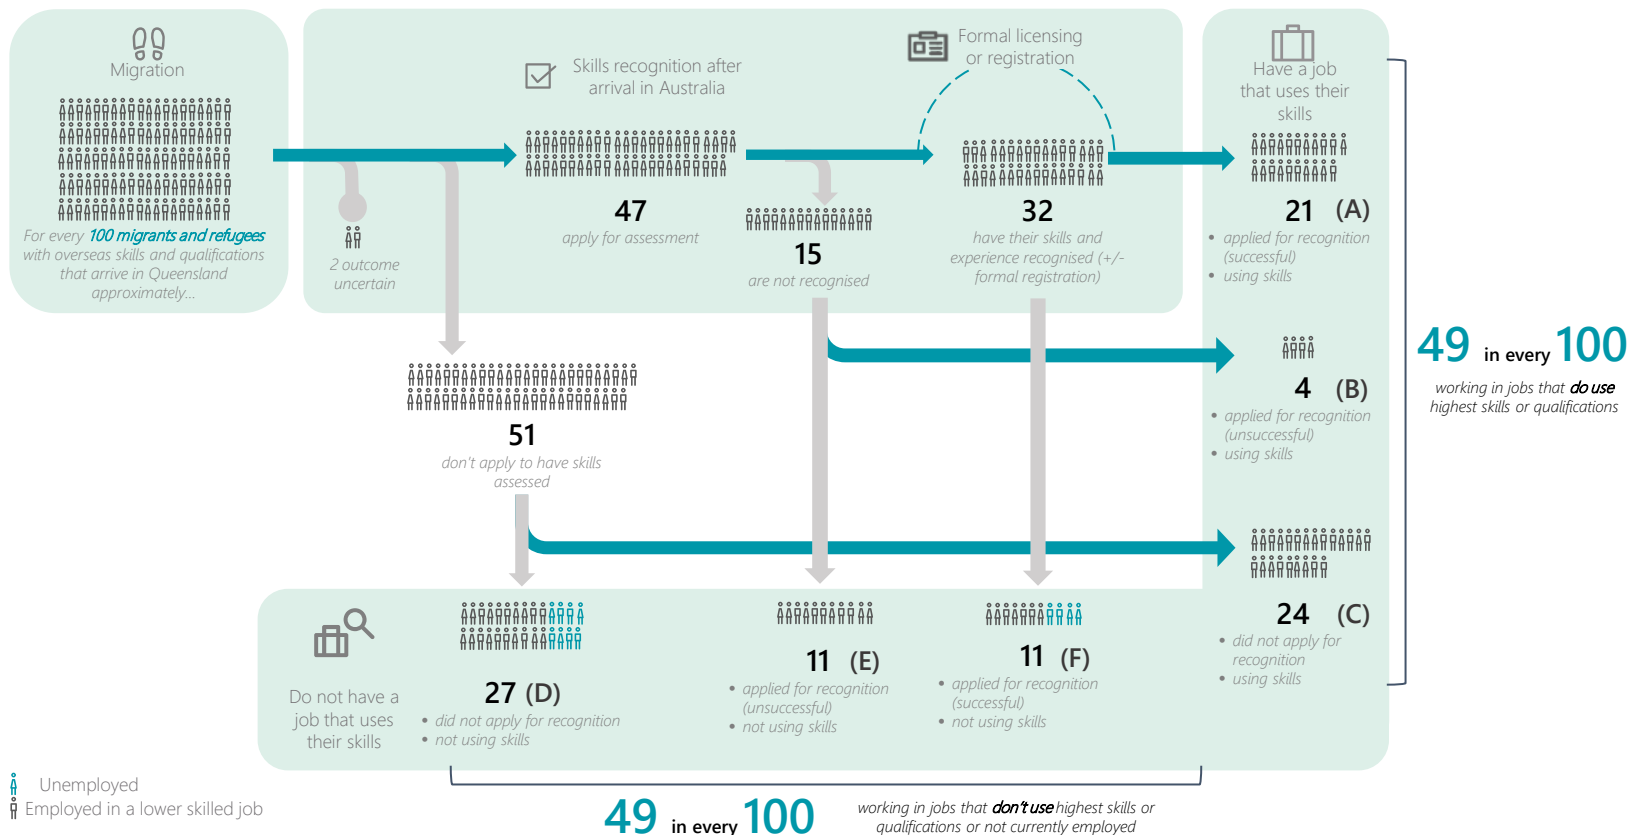 Migration
For every 100 migrants and refugees
with overseas skills and qualifications
that arrive in Queensland
approximately...
2 outcome
uncertain
Skills recognition after
arrival in Australia
47
apply for assessment
15
are not recognised
Formal licensing
or registration
32
have their skills and
experience recognised (+/-
formal registration)
Have a job
that uses their
skills
21 (A)
• applied for recognition
(successful)
• using skills
4 (B)
• applied for recognition
(unsuccessful)
• using skills
49 in every 100
working in jobs that do use
highest skills or qualifications
51
don't apply to have skills
assessed
24 (C)
• did not apply for
recognition
• using skills
Do not have a
job that uses
their skills
27 (D)
• did not apply for recognition
• not using skills
11 (E)
• applied for recognition
(unsuccessful)
• not using skills
11 (F)
• applied for recognition
(successful)
• not using skills
Unemployed
Employed in a lower skilled job
49 in every 100
working in jobs that don't use highest skills or
qualifications or not currently employed